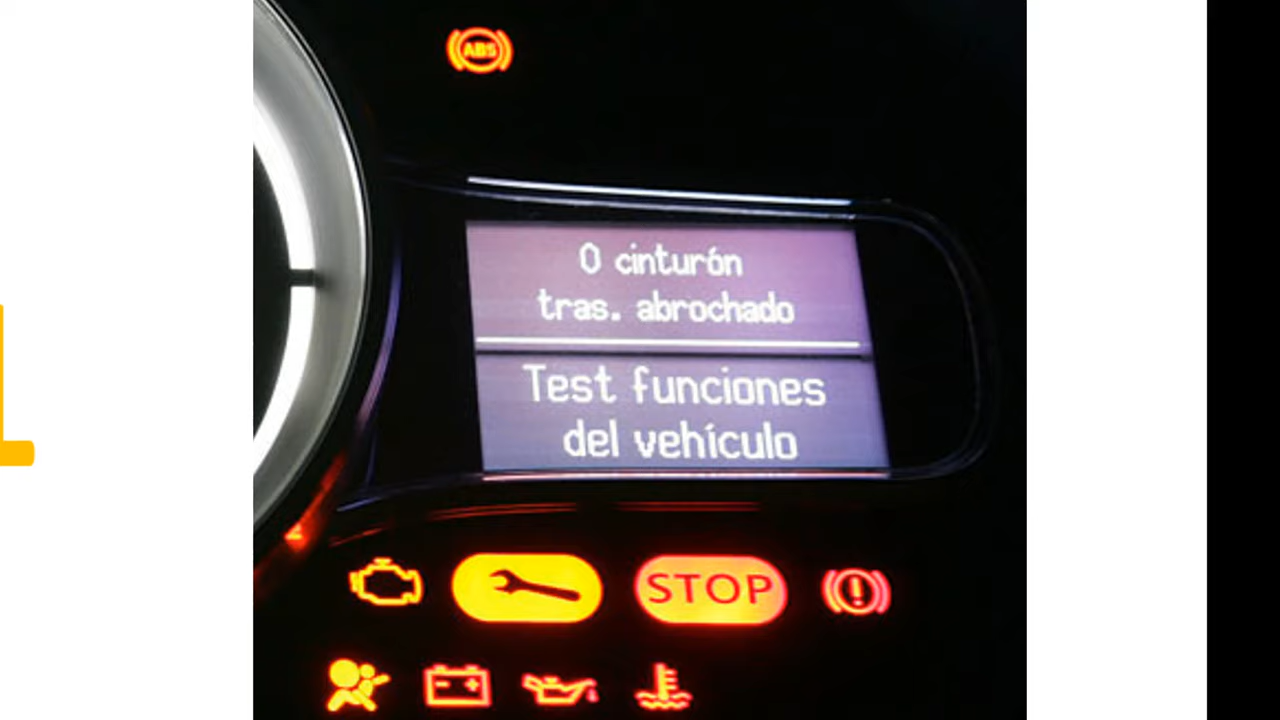 ABS
0 cinturón
tras. abrochado
Test funciones
del vehículo
STOP